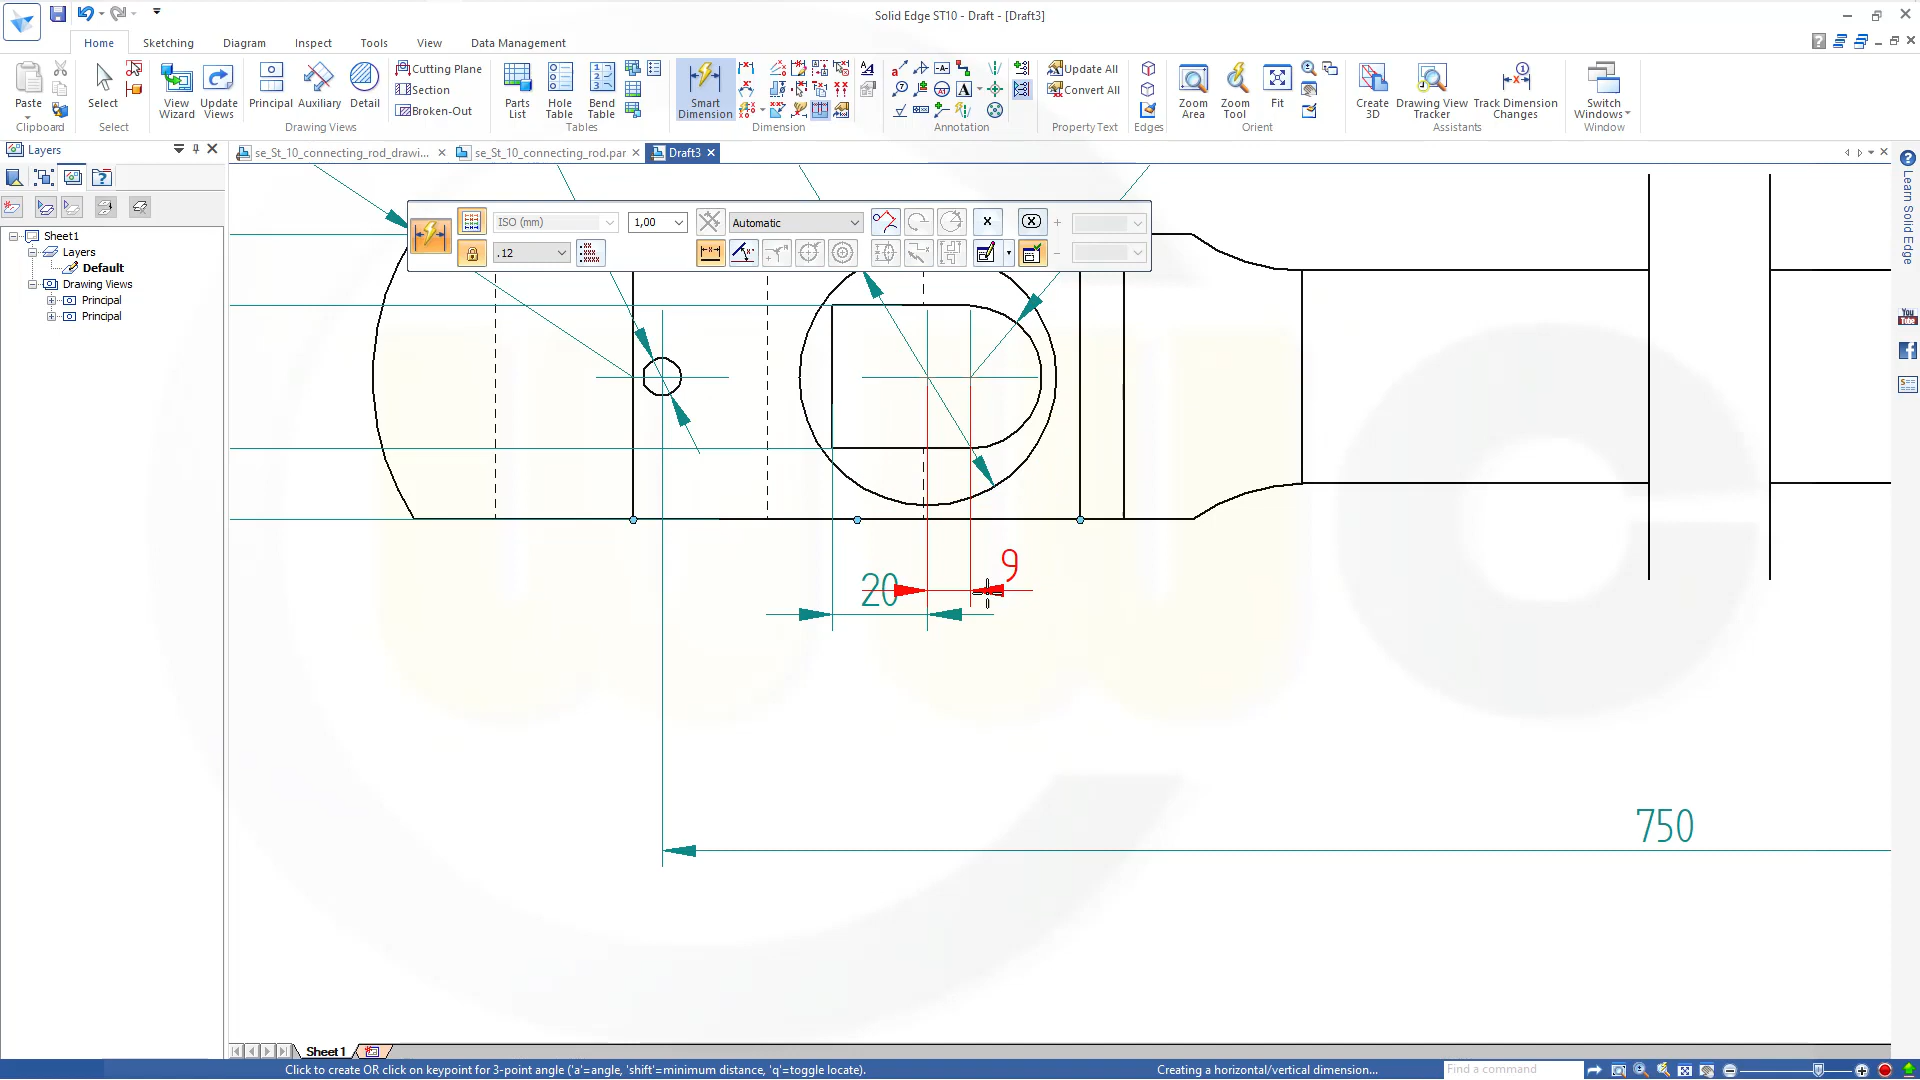 Solid Edge ST10 - Draft - [Draft3]
Home Sketching Diagram Inspect Tools View Data Management
Paste
Clipboard
Select
Select
View Wizard
Update Views
Principal
Auxiliary
Detail
Cutting Plane
Section
Broken-Out
Drawing Views
Parts List
Hole Table
Bend Table
Tables
Smart Dimension
Dimension
Annotation
Update All
Convert All
Property Text
Edges
Zoom Area
Zoom Tool
Fit
Orient
Create 3D
Drawing View Tracker
Track Dimension Changes
Assistants
Switch Windows
Window
Layers
se_St_10_connecting_rod_drawi...
se_St_10_connecting_rod.par
Draft3
ISO (mm)
1,00
Automatic
.12
Sheet1
Layers
Default
Drawing Views
Principal
Principal
Learn Solid Edge
You Tube
20
9
750
Sheet1
Click to create OR click on keypoint for 3-point angle ('a'=angle, 'shift'=minimum distance, 'q'=toggle locate).
Creating a horizontal/vertical dimension...
Find a command